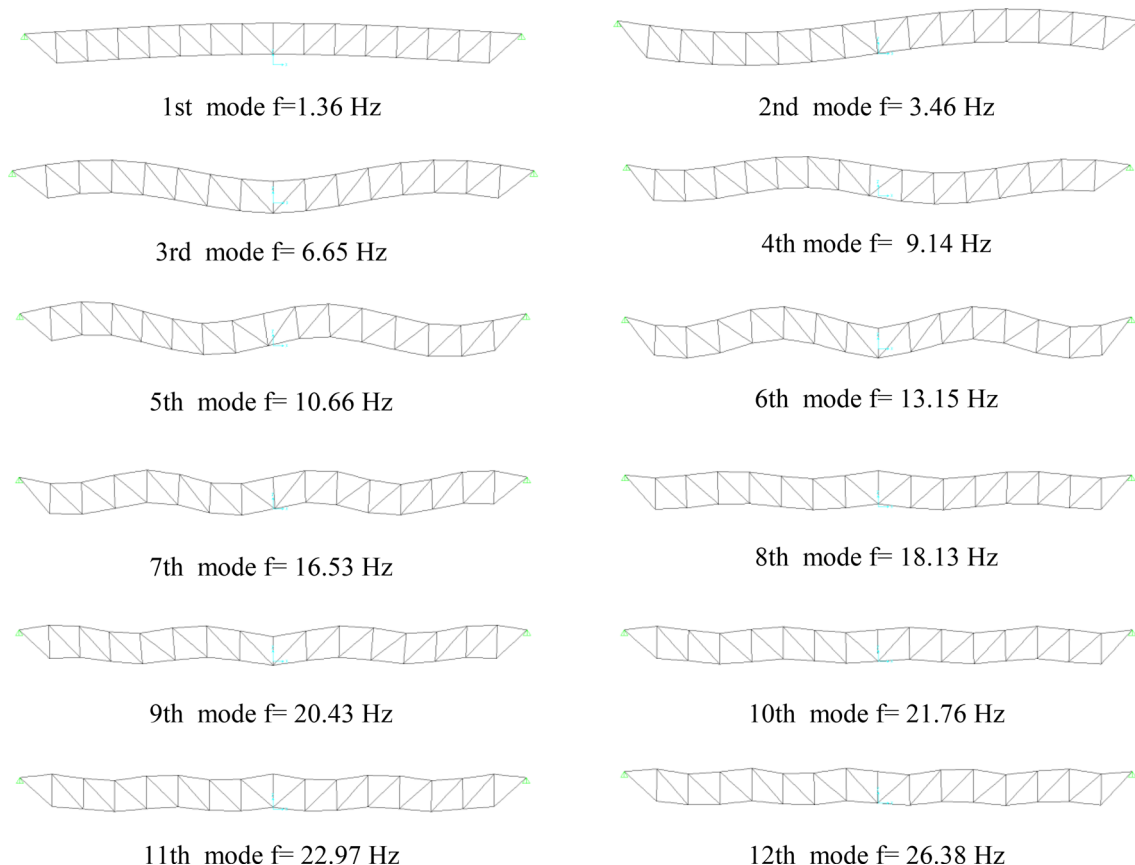 1st mode f=1.36 Hz
2nd mode f= 3.46 Hz
3rd mode f= 6.65 Hz
4th mode f= 9.14 Hz
5th mode f= 10.66 Hz
6th mode f= 13.15 Hz
7th mode f= 16.53 Hz
8th mode f= 18.13 Hz
9th mode f= 20.43 Hz
10th mode f= 21.76 Hz
11th mode f= 22.97 Hz
12th mode f= 26.38 Hz